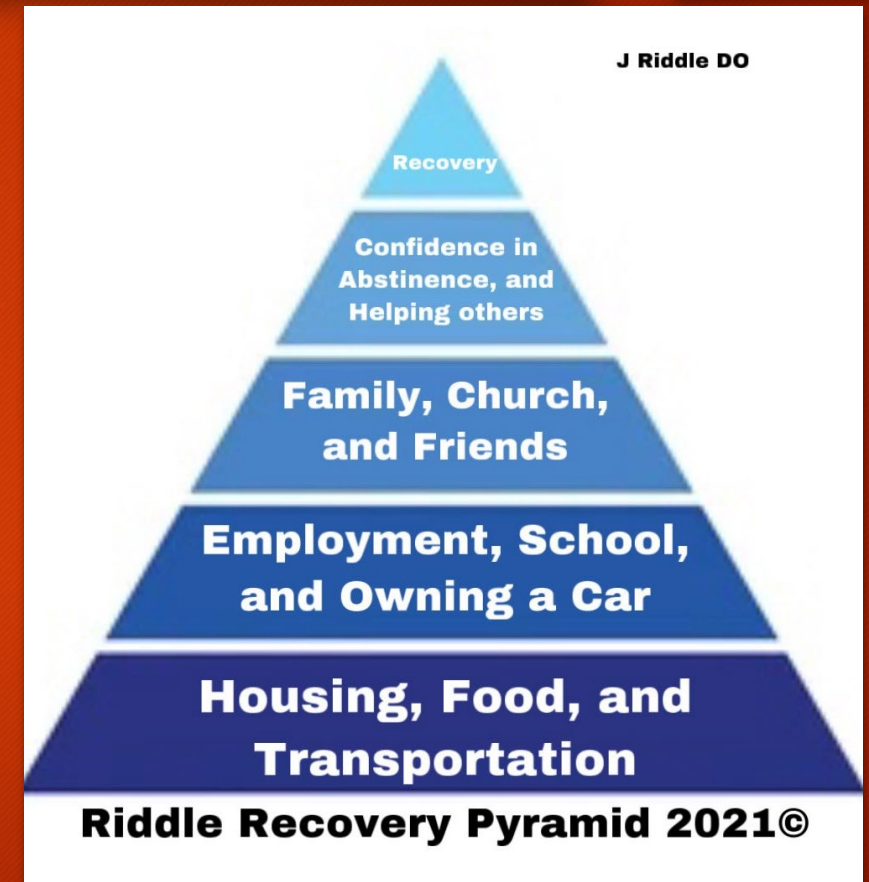 J Riddle DO
Recovery
Confidence in
Abstinence, and
Helping others
Family, Church,
and Friends
Employment, School,
and Owning a Car
Housing, Food, and
Transportation
Riddle Recovery Pyramid 2021©